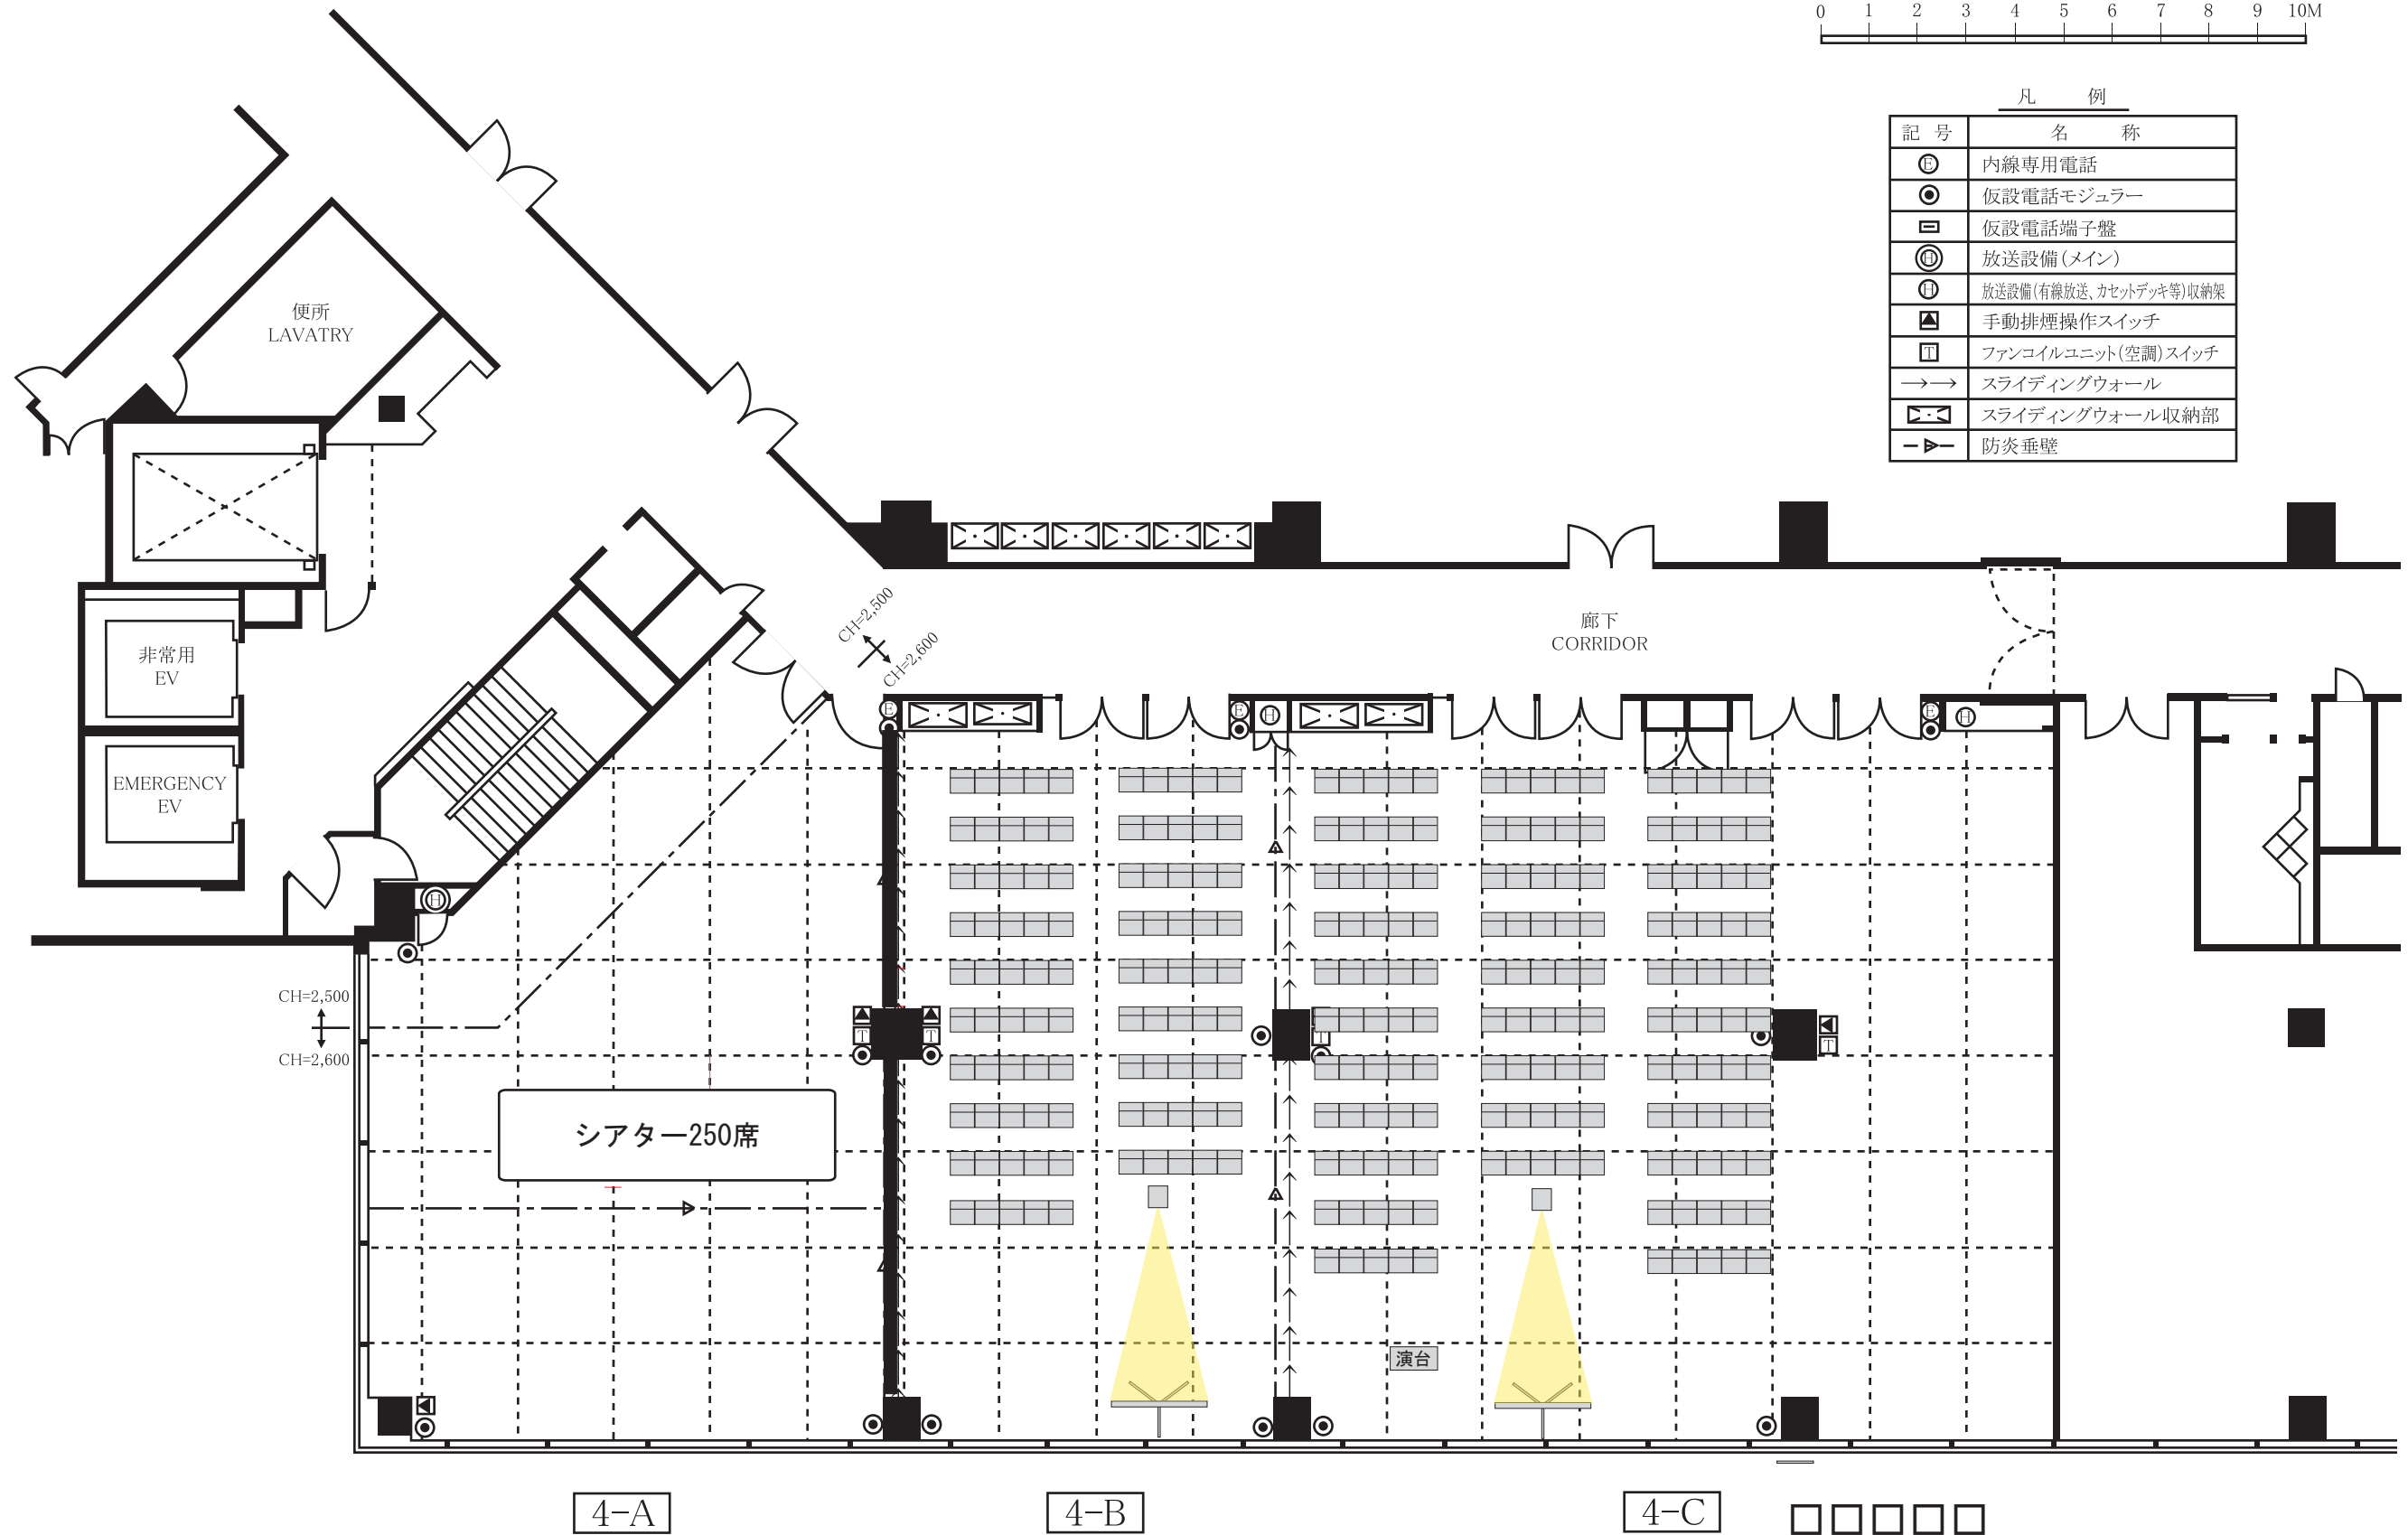 0 1 2 3 4 5 6 7 8 9 10M
凡 例
記 号 名 称
E 内線専用電話
仮設電話モジュラー
仮設電話端子盤
H 放送設備(メイン)
H 放送設備(有線放送、カセットデッキ等)収納架
手動排煙操作スイッチ
T ファンコイルユニット(空調)スイッチ
スライディングウォール
スライディングウォール収納部
防炎垂壁
便所
LAVATRY
非常用
EV
EMERGENCY
EV
CH=2,500
CH=2,600
廊下
CORRIDOR
E
E
H
E
H
H
CH=2,500
CH=2,600
T
T
T
T
シアター250席
演台
4-A
4-B
4-C